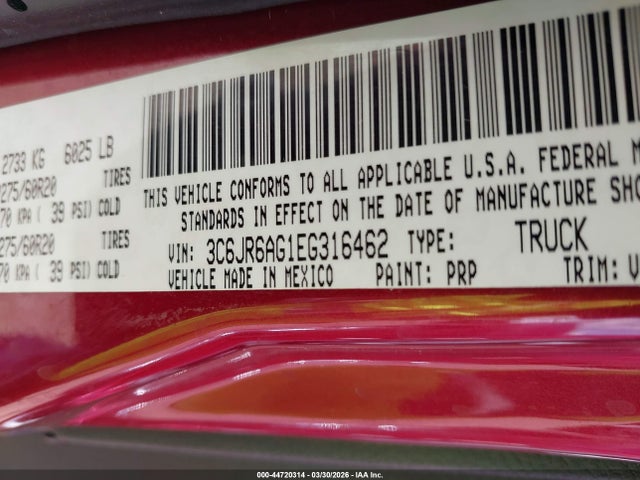 2733 KG 6025 LB
275/60R20 TIRES
70 KPA( 39 PSI) COLD
275/60R20 TIRES
70 KPA( 39 PSI) COLD
THIS VEHICLE CONFORMS TO ALL APPLICABLE U.S.A. FEDERAL M
STANDARDS IN EFFECT ON THE DATE OF MANUFACTURE SHO
VIN: 3C6JR6AG1EG316462 TYPE: TRUCK
VEHICLE MADE IN MEXICO PAINT: PRP TRIM: V
000-44720314 - 03/30/2026 - IAA Inc.